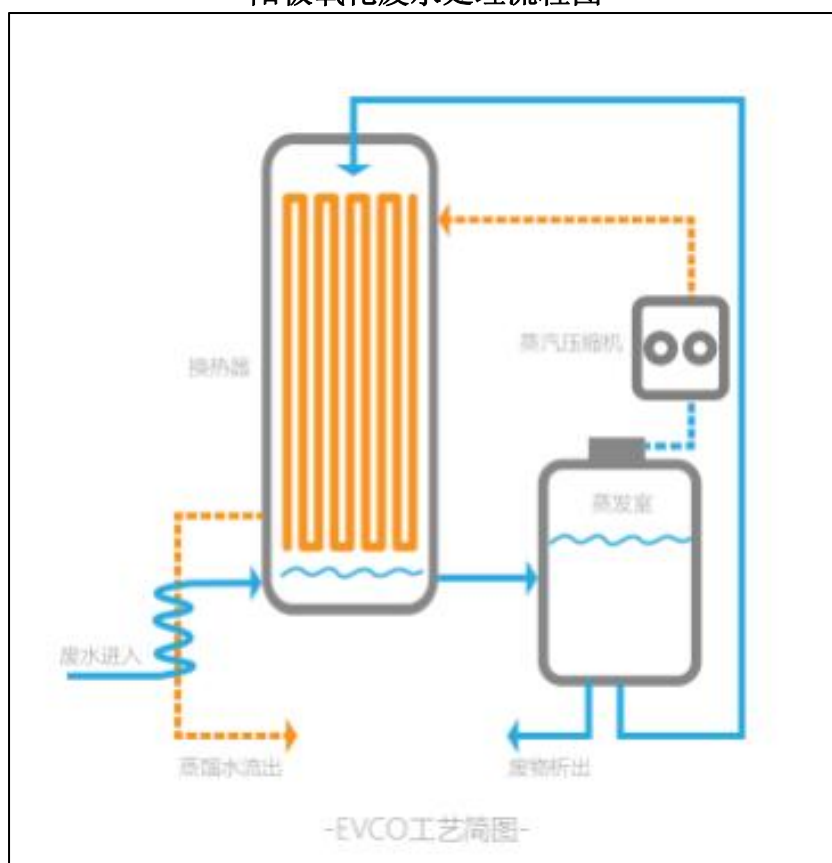 阳极氧化废水处理流程图
换热器
蒸汽压缩机
蒸发室
废水进入
蒸馏水流出
废物析出
-EVCO工艺简图-